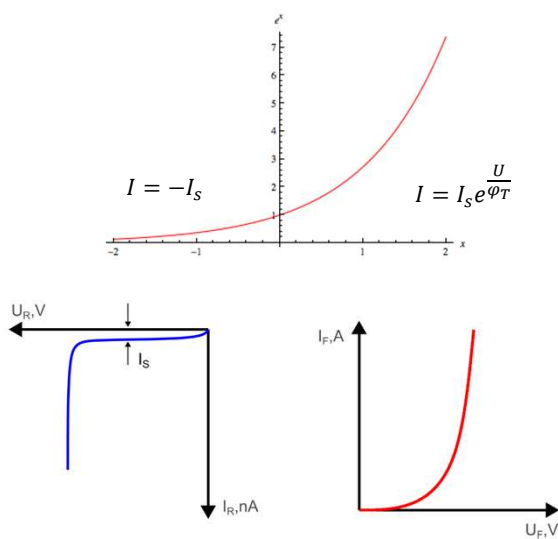 e^x
7
6
5
4
3
2
1
-2
-1
1
2
x
I = −I_s
I = I_s e^{U/φ_T}
U_R,V
I_S
I_R,nA
I_F,A
U_F,V